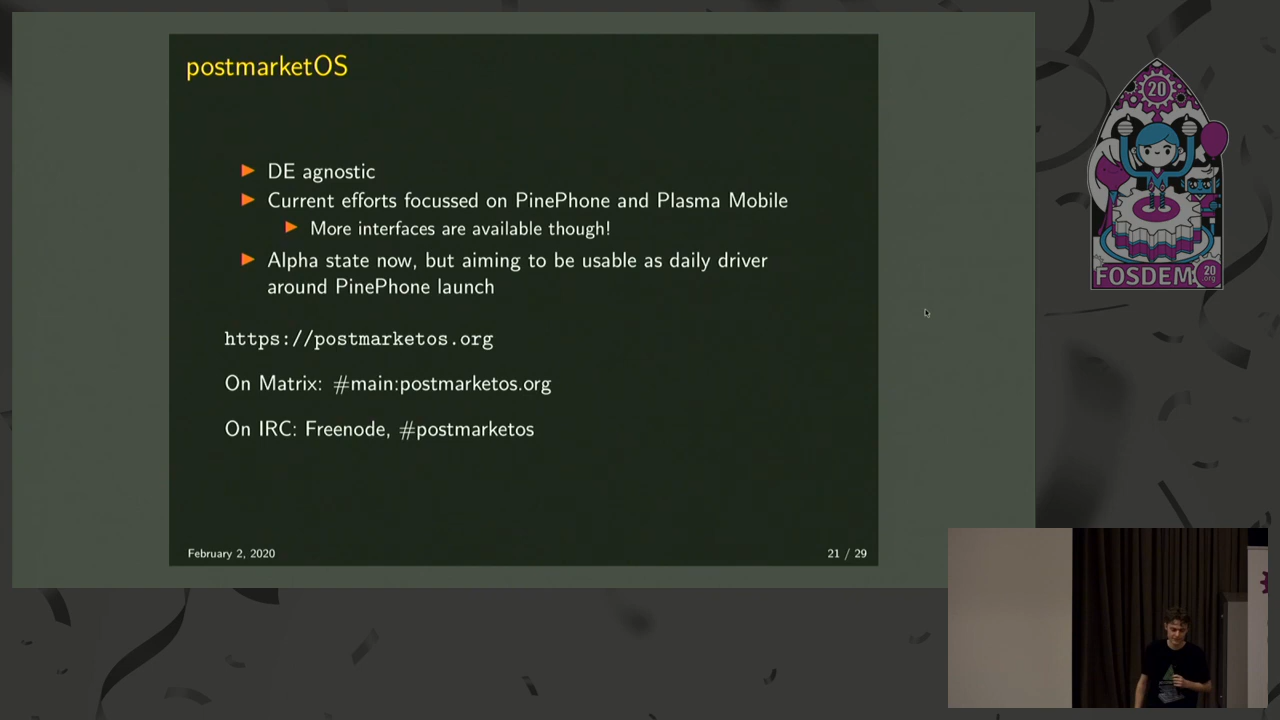 postmarketOS
DE agnostic
Current efforts focussed on PinePhone and Plasma Mobile
More interfaces are available though!
Alpha state now, but aiming to be usable as daily driver
around PinePhone launch
https://postmarketos.org
On Matrix: #main:postmarketos.org
On IRC: Freenode, #postmarketos
February 2, 2020
21 / 29
20
FOSDEM
20
.org